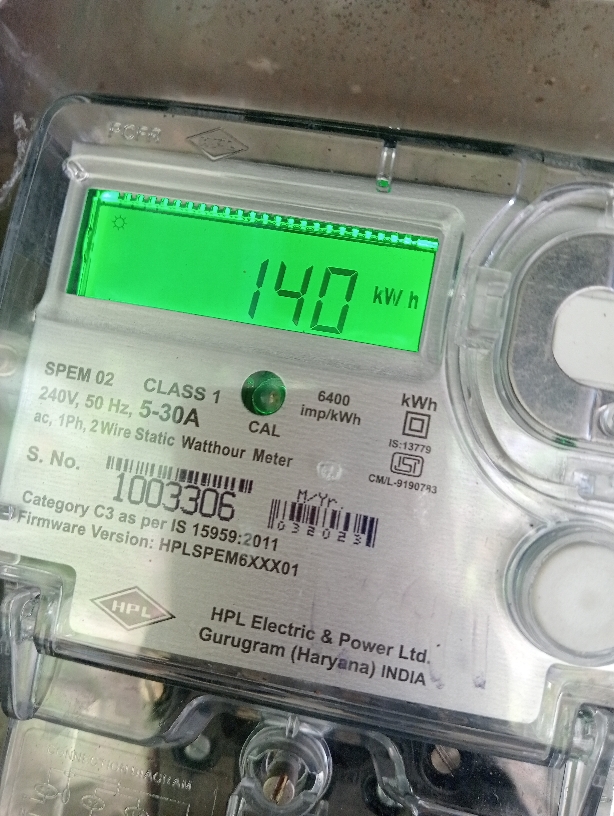 140 kW h
SPEM 02 CLASS 1
240V, 50 Hz, 5-30A
ac, 1Ph, 2 Wire Static Watthour Meter
CAL
6400
imp/kWh
kWh
IS:13779
CM/L-9190783
S. No.
1003306
M/Yr.
032023
Category C3 as per IS 15959:2011
Firmware Version: HPLSPEM6XXX01
HPL
HPL Electric & Power Ltd.
Gurugram (Haryana) INDIA